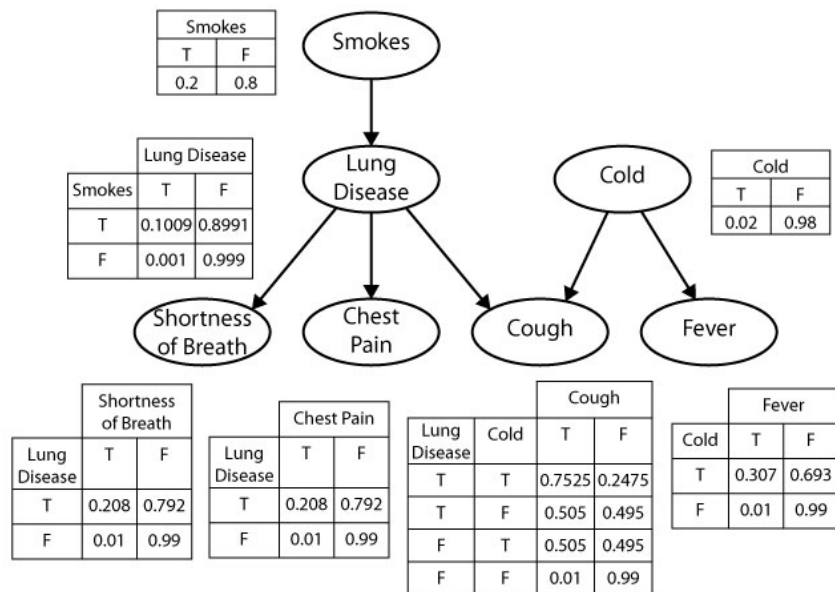 Smokes
T F
0.2 0.8
Smokes
Lung Disease
Smokes T F
T 0.1009 0.8991
F 0.001 0.999
Lung
Disease
Cold
Cold
T F
0.02 0.98
Shortness
of Breath
Chest
Pain
Cough
Fever
Shortness
of Breath
Lung
Disease
T F
T 0.208 0.792
F 0.01 0.99
Chest Pain
Lung
Disease
T F
T 0.208 0.792
F 0.01 0.99
Cough
Lung
Disease
Cold T F
T T 0.7525 0.2475
T F 0.505 0.495
F T 0.505 0.495
F F 0.01 0.99
Fever
Cold T F
T 0.307 0.693
F 0.01 0.99